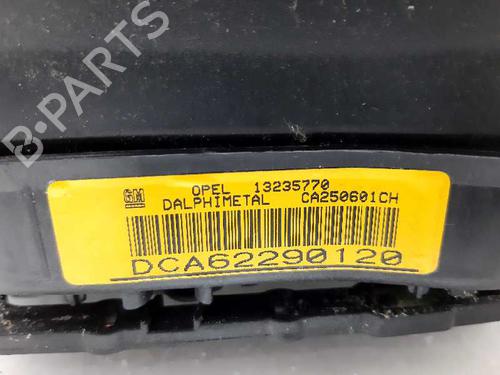 B-PARTS
GM OPEL 13235770
DALPHIMETAL CA250601CH
DCA62290120